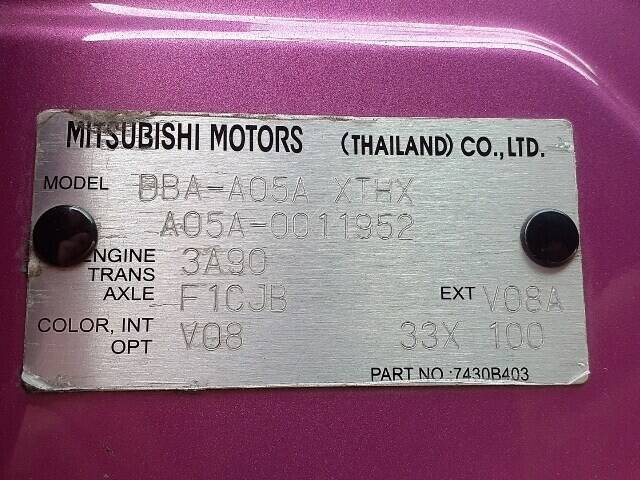 MITSUBISHI MOTORS (THAILAND) CO., LTD.
MODEL DBA-A05A XTHX
A05A-0011952
ENGINE 3A90
TRANS
AXLE F1CJB EXT V08A
COLOR, INT V08 33X 100
OPT
PART NO.:7430B403